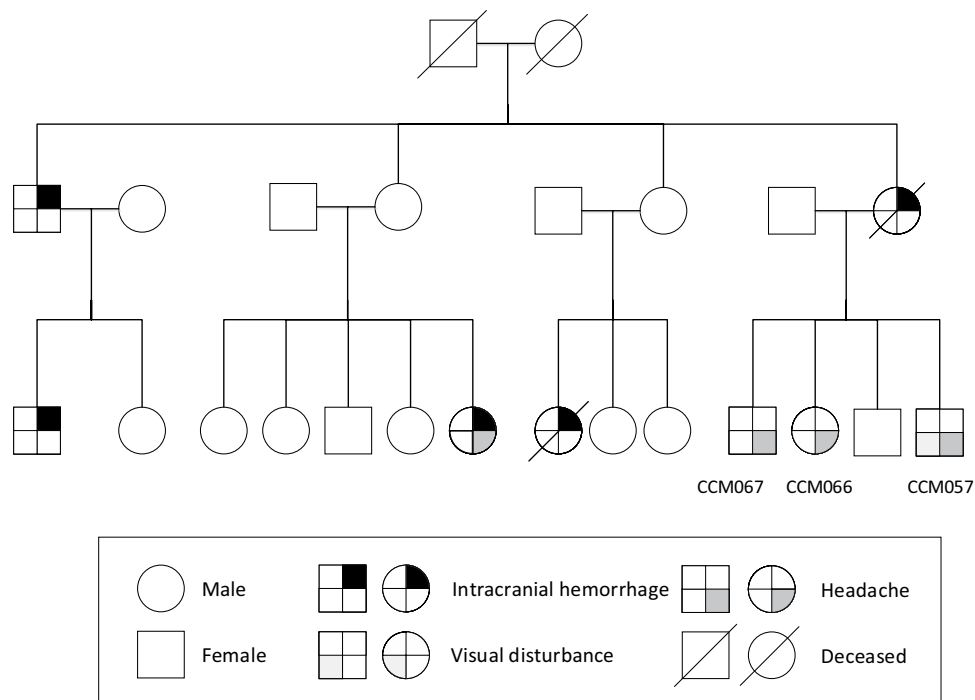 CCM067 CCM066 CCM057
Male Intracranial hemorrhage Headache
Female Visual disturbance Deceased